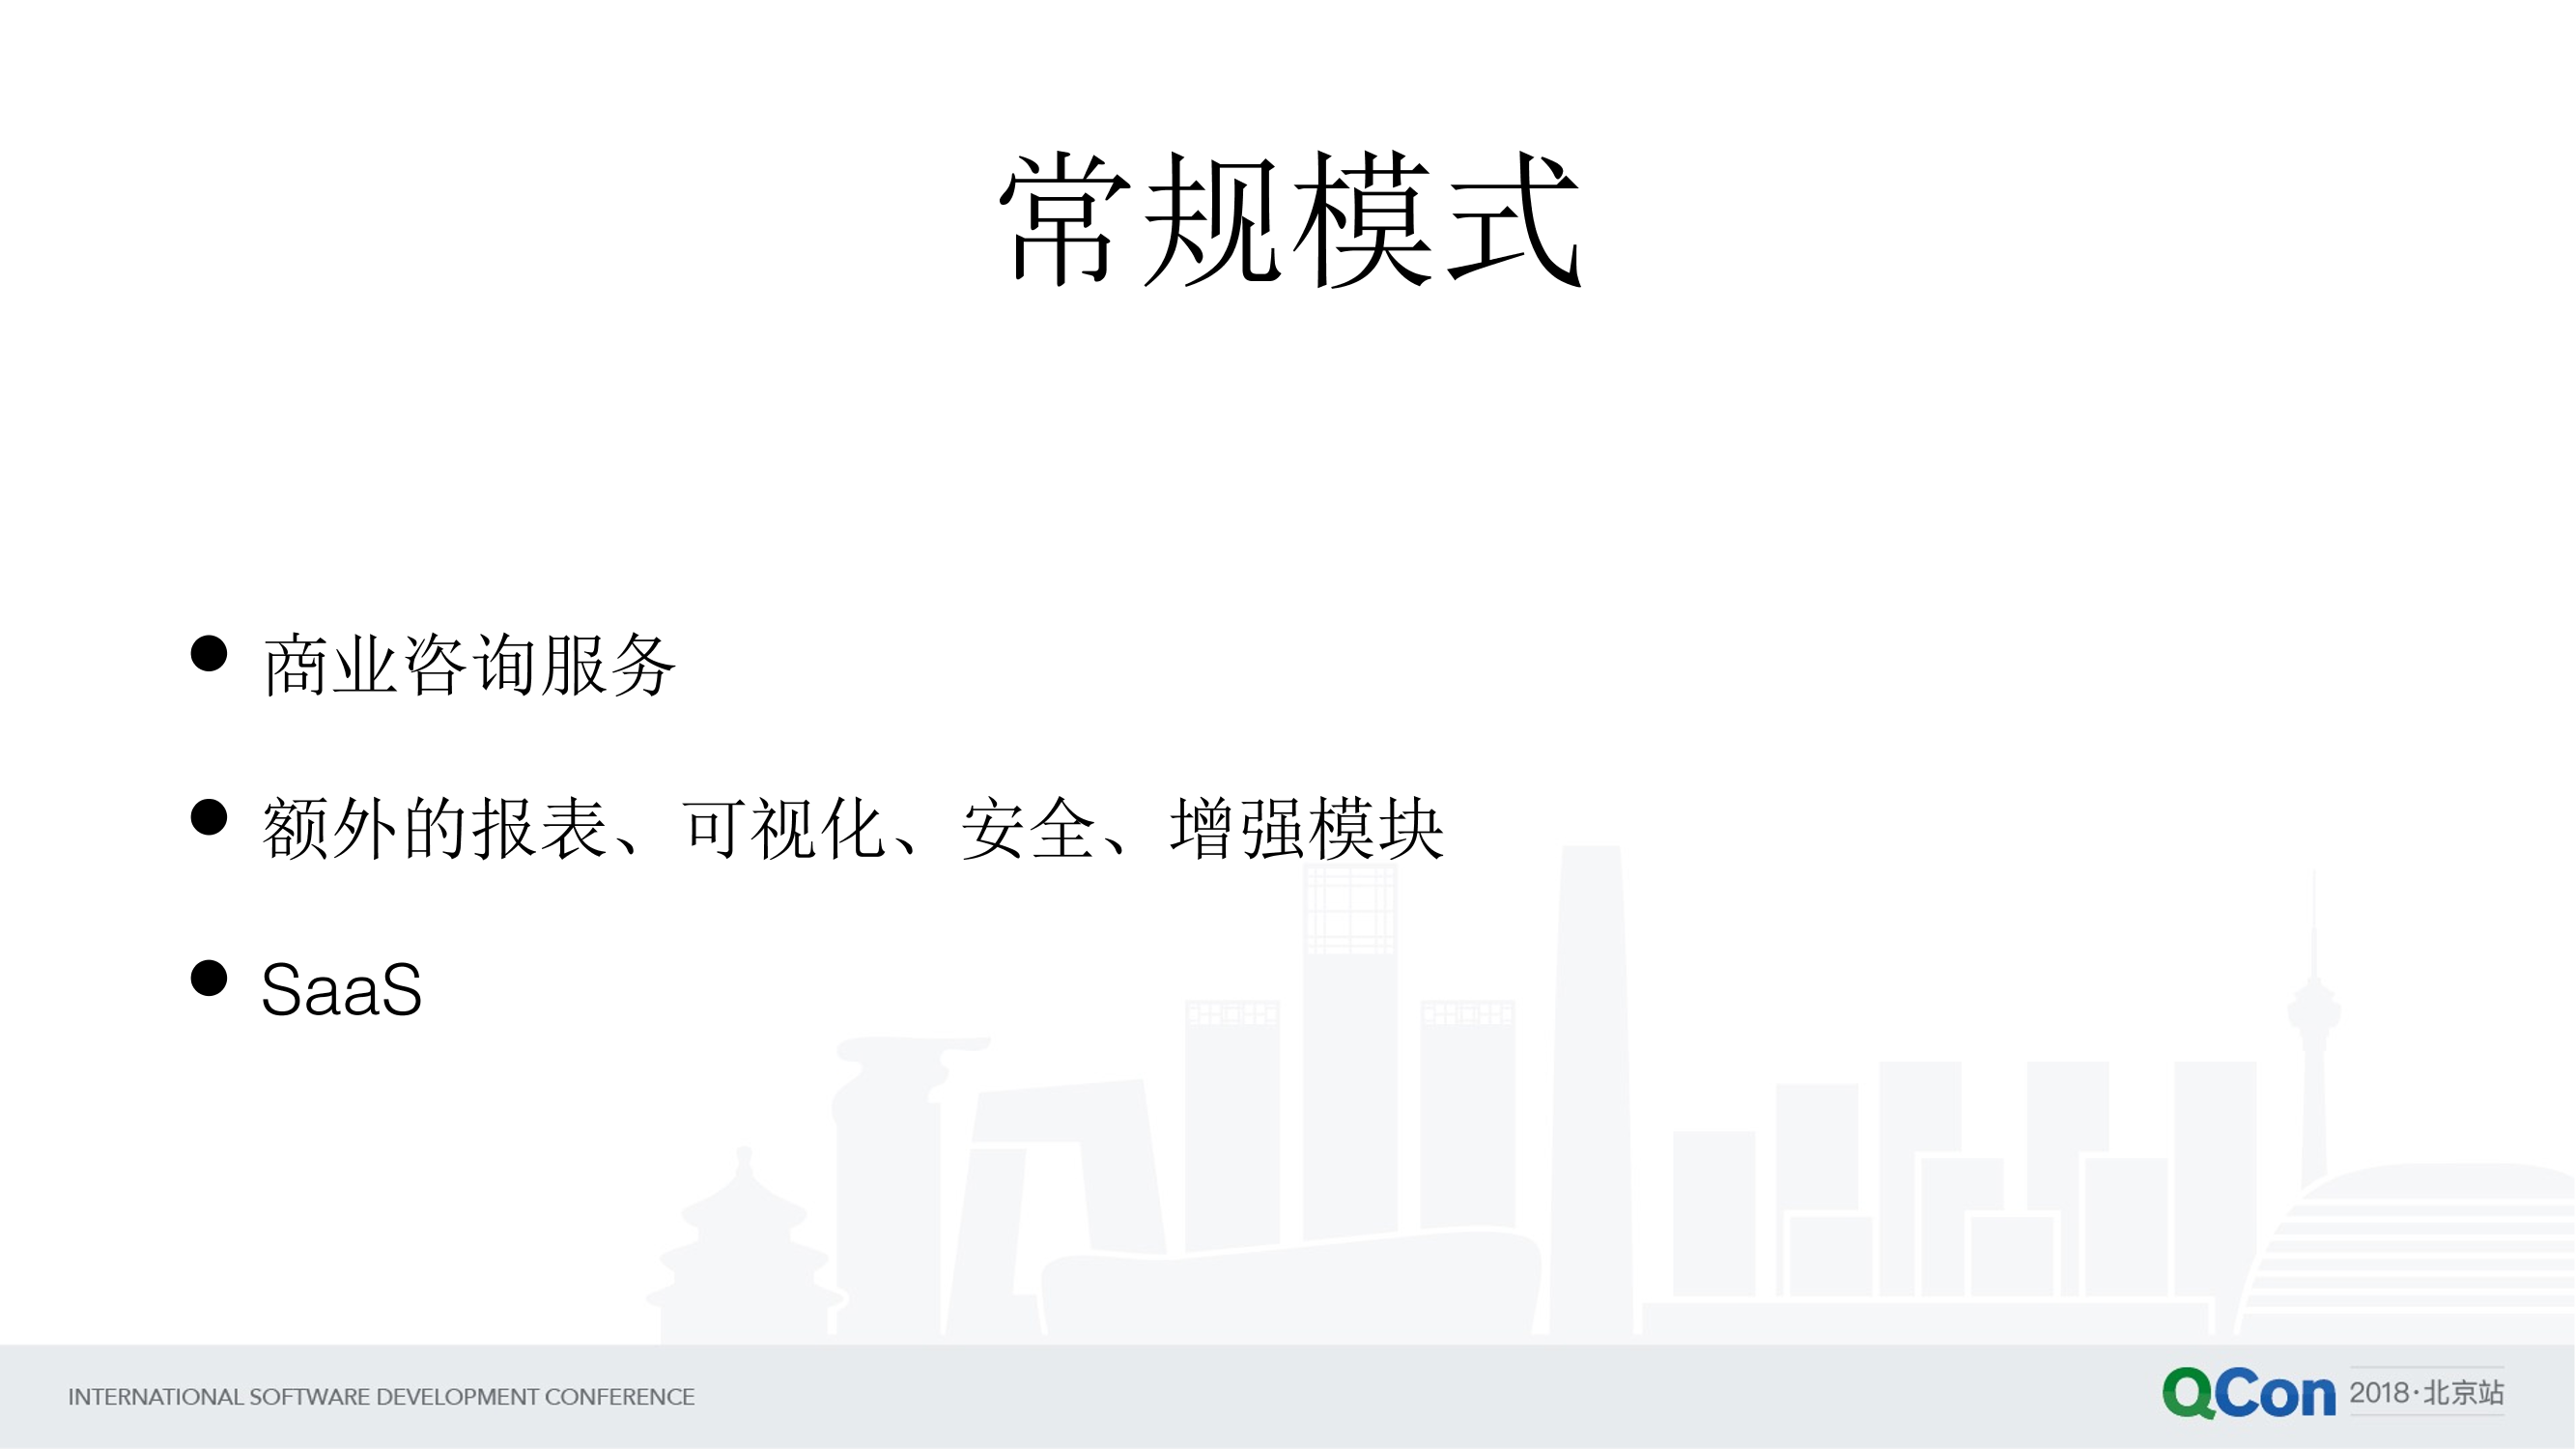 常规模式
商业咨询服务
额外的报表、可视化、安全、增强模块
SaaS
INTERNATIONAL SOFTWARE DEVELOPMENT CONFERENCE
QCon 2018·北京站